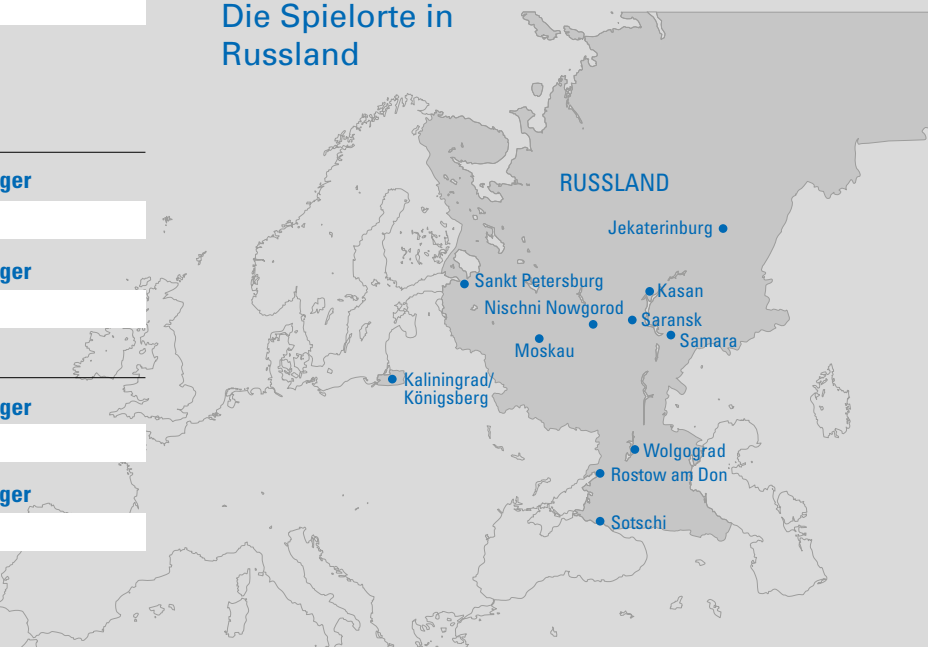 Die Spielorte in
Russland
ger
ger
ger
ger
RUSSLAND
Jekaterinburg
Sankt Petersburg
Kasan
Nischni Nowgorod
Saransk
Samara
Moskau
Kaliningrad/
Königsberg
Wolgograd
Rostow am Don
Sotschi